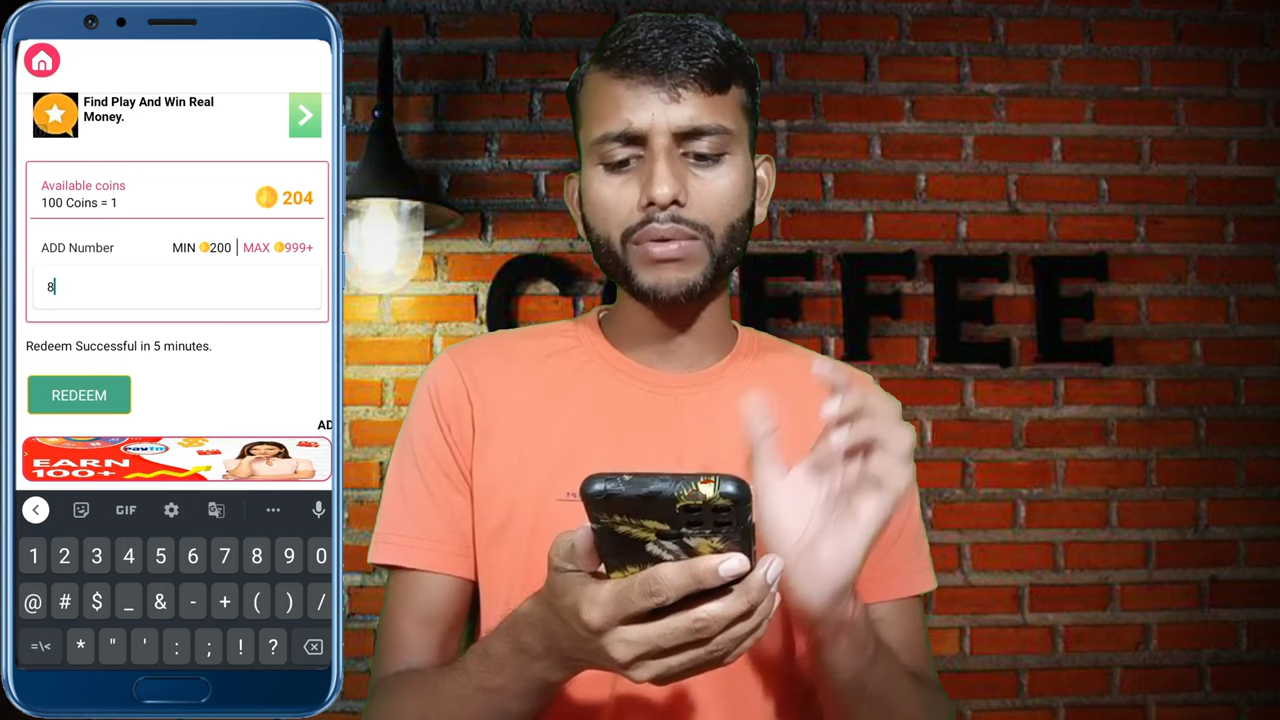 Find Play And Win Real
Money.
Available coins
100 Coins = 1
204
ADD Number
MIN 200 | MAX 999+
8
Redeem Successful in 5 minutes.
REDEEM
AD
Paytm
EARN
100+
GIF
1 2 3 4 5 6 7 8 9 0
@ # $ _ & - + ( ) /
=\< * " ' : ; ! ?
COFFEE